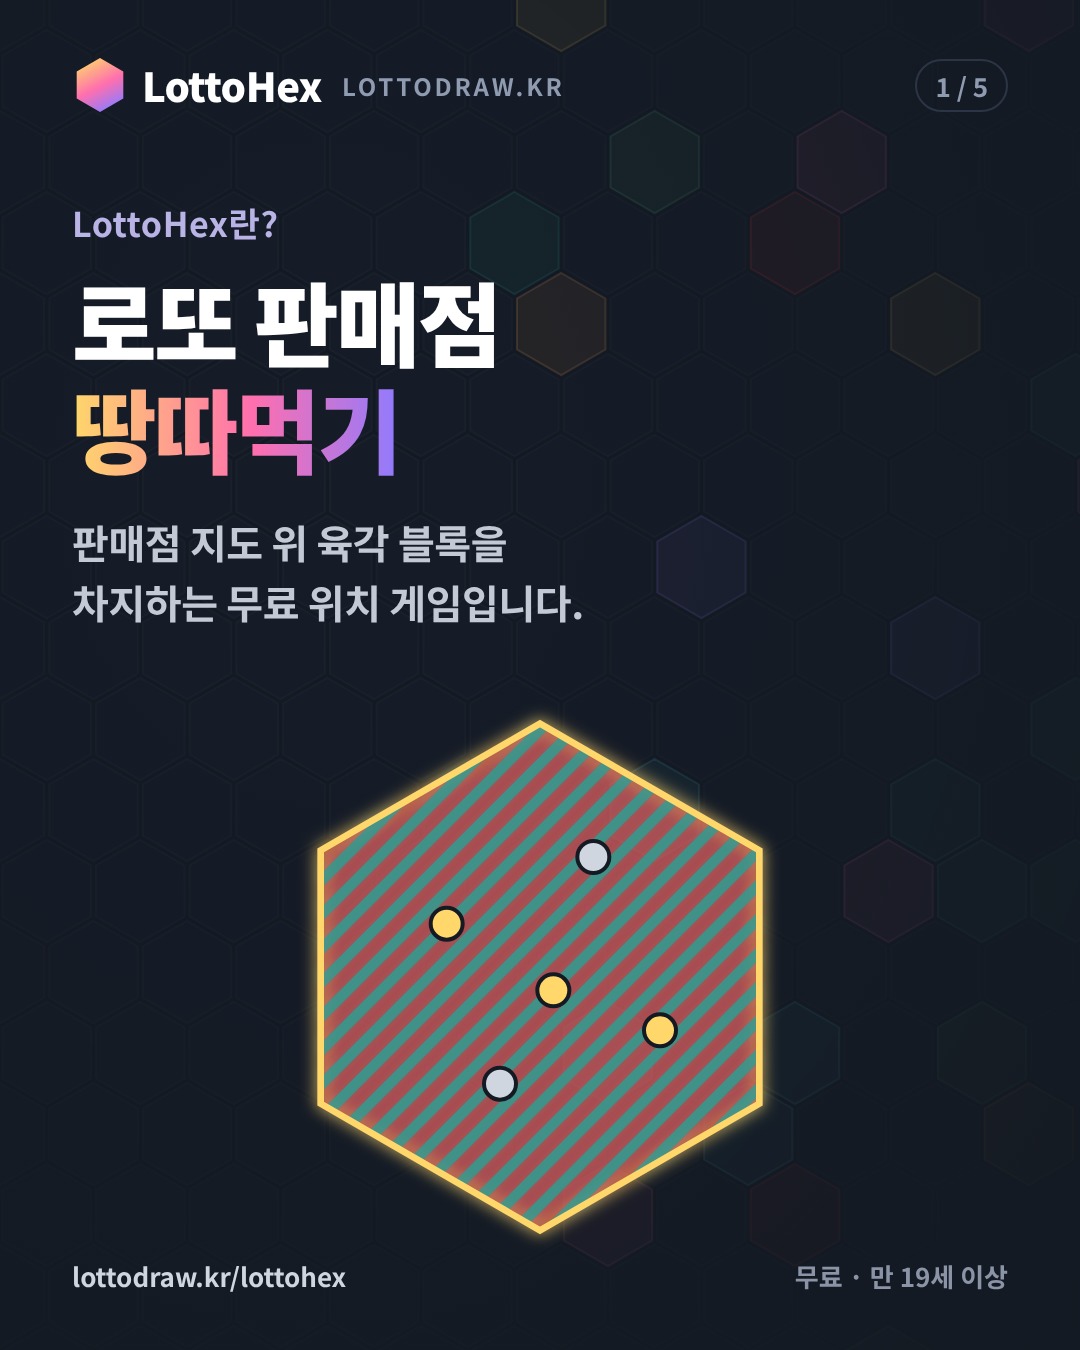 LottoHex LOTTODRAW.KR
1 / 5
LottoHex란?
로또 판매점
땅따먹기
판매점 지도 위 육각 블록을
차지하는 무료 위치 게임입니다.
lottodraw.kr/lottohex
무료 · 만 19세 이상